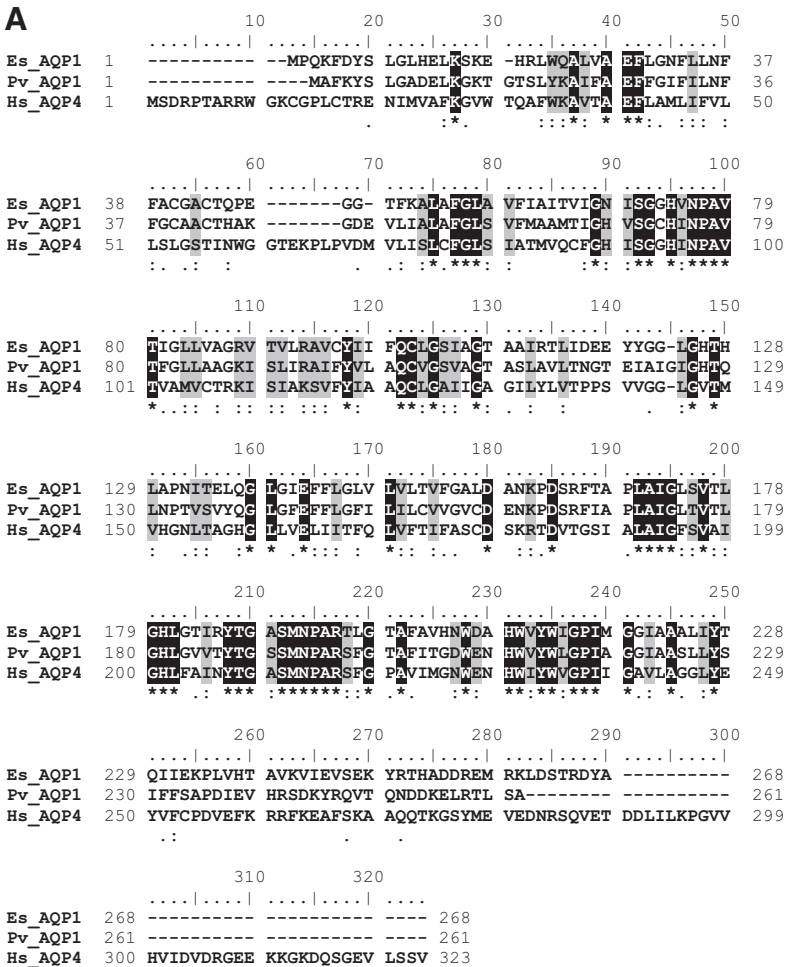 A
10 20 30 40 50
....|....| ....|....| ....|....| ....|....| ....|....|
Es_AQP1 1 ---------- --MPQKFDYS LGLHELKSKE -HRLWQALVA EFLGNFLLNF 37
Pv_AQP1 1 ---------- ----MAFKYS LGADELKGKT -GTSLYKAIFA EFFGIFILNF 36
Hs_AQP4 1 MSDRPTARRW GKCGPLCTRE NIMVAFKGVW TQAFWKAVTA EFLAMLIFVL 50
. :*. :::* * **:. ::: :
60 70 80 90 100
....|....| ....|....| ....|....| ....|....| ....|....|
Es_AQP1 38 FACGACTQPE -------GG- TFKALAFGLA VFIAITVIGN ISGGHVNPAV 79
Pv_AQP1 37 FGCAACTHAK -------GDE VLIALAFGLS VFMAAMTIGH VSGCHINPAV 79
Hs_AQP4 51 LSLGSTINWG GTEKPLPVDM VLISLCFGLS IATMVQCFGH ISGCHINPAV 100
:. .: : . .: :*.***: : :*: :** *:****
110 120 130 140 150
....|....| ....|....| ....|....| ....|....| ....|....|
Es_AQP1 80 TIGLLVAGRV TVLRAVCYII FQCLGSIAGT AAIRTLIDEE YYGG-LGHTH 128
Pv_AQP1 80 TFGLLAAGKI SLIRAIFYVL AQCVGSVAGT ASLAVLTNGT EIAIGIGHTQ 129
Hs_AQP4 101 TVAMVCTRKI SIAKSVFYIA AQCLGAIIGA GILYLVTPPS VVGG-LGVTM 149
* .:: :: :: :::*: **:*:: *: : : . :* *
160 170 180 190 200
....|....| ....|....| ....|....| ....|....| ....|....|
Es_AQP1 129 LAPNITELQG LGIEFFLGLV LVLTVFGALD ANKPDSRFTA PLAIGLSVTL 178
Pv_AQP1 130 LNPTVSVYQG LGFEFFLGFI LILCVVGVCD ENKPDSRFIA PLAIGLTVTL 179
Hs_AQP4 150 VHGNLTAGHG LLVELIITFQ LVFTIFASCD SKRTDVTGSI ALAIGFSVAI 199
: .:: :* * .*::: : *:: :.. * ::.* ****::*::
210 220 230 240 250
....|....| ....|....| ....|....| ....|....| ....|....|
Es_AQP1 179 GHLGTIRYTG ASMNPARTLG TAFAVHNWDA HWVYWIGPIM GGIAAALIYT 228
Pv_AQP1 180 GHLGVVTYTG SSMNPARSFG TAFITGDWEN HWVYWLGPIA GGIAASLLYS 229
Hs_AQP4 200 GHLFAINYTG ASMNPARSFG PAVIMGNWEN HWIYWVGPII GAVLAGGLYE 249
*** .: *** :******::* .*. :*: **:**:*** *.: *. :*
260 270 280 290 300
....|....| ....|....| ....|....| ....|....| ....|....|
Es_AQP1 229 QIIEKPLVHT AVKVIEVSEK YRTHADDREM RKLDSTRDYA ---------- 268
Pv_AQP1 230 IFFSAPDIEV HRSDKYRQVT QNDDKELRTL SA-------- ---------- 261
Hs_AQP4 250 YVFCPDVEFK RRFKEAFSKA AQQTKGSYME VEDNRSQVET DDLILKPGVV 299
.: . .
310 320
....|....| ....|....| ....
Es_AQP1 268 ---------- ---------- ---- 268
Pv_AQP1 261 ---------- ---------- ---- 261
Hs_AQP4 300 HVIDVDRGEE KKGKDQSGEV LSSV 323